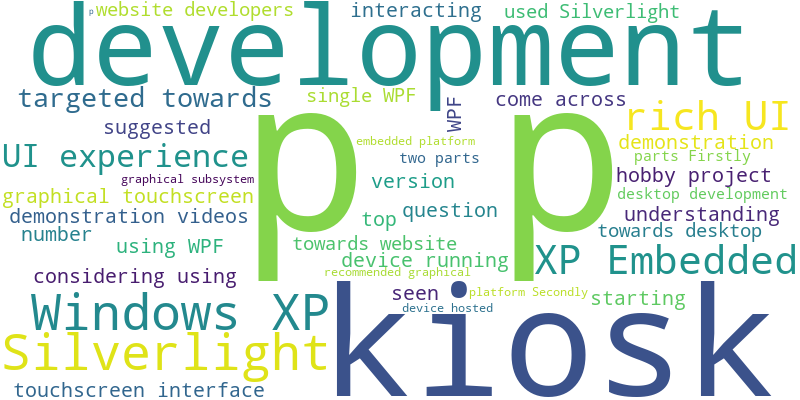 p website developers
interacting
used Silverlight
development
targeted towards
single WPF
WPF
come across
rich UI
suggested
p p
embedded platform
demonstration
UI experience
two parts
parts Firstly
graphical subsystem
version
hobby project
graphical touchscreen
desktop development
demonstration videos
top
question
understanding
number
towards desktop
using WPF
towards website
device running
XP Embedded
considering using
recommended graphical
seen
platform Secondly
starting
Windows XP
device hosted
kiosk
Silverlight
touchscreen interface